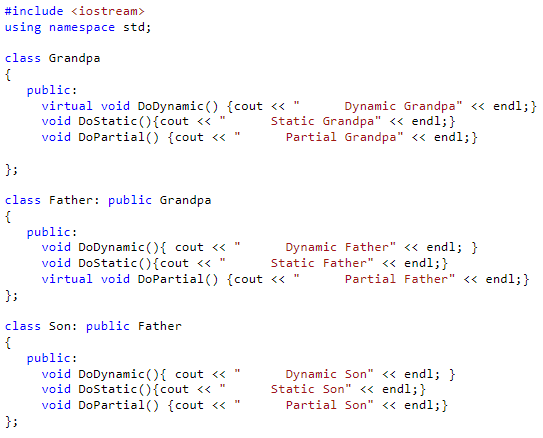 #include <iostream>
using namespace std;

class Grandpa
{
   public:
     virtual void DoDynamic() {cout << "      Dynamic Grandpa" << endl;}
     void DoStatic(){cout << "      Static Grandpa" << endl;}
     void DoPartial() {cout << "      Partial Grandpa" << endl;}

};

class Father: public Grandpa
{
   public:
     void DoDynamic(){ cout << "      Dynamic Father" << endl; }
     void DoStatic(){cout << "      Static Father" << endl;}
     virtual void DoPartial() {cout << "      Partial Father" << endl;}
};

class Son: public Father
{
   public:
     void DoDynamic(){ cout << "      Dynamic Son" << endl; }
     void DoStatic(){cout << "      Static Son" << endl;}
     void DoPartial() {cout << "      Partial Son" << endl;}
};